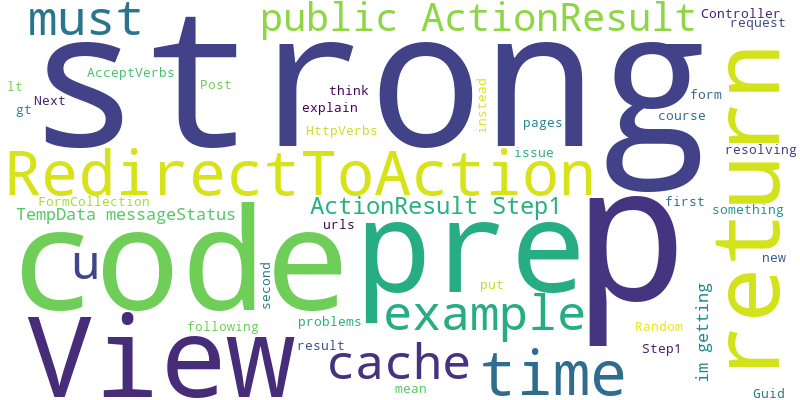 must
public ActionResult
Controller
request
strong
AcceptVerbs
Post
lt
Next
gt
think
explain
HttpVerbs
instead
pages
form
course
return
issue
resolving
RedirectToAction
FormCollection
TempData messageStatus
ActionResult Step1
urls
first
something
code
prep
p
u
second
new
put
example
following
problems
Random
View
result
cache
time
mean
Step1
im getting
Guid